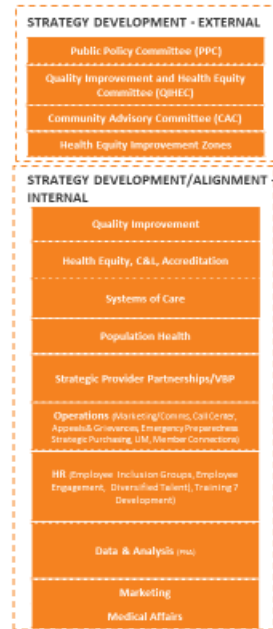 STRATEGY DEVELOPMENT - EXTERNAL
Public Policy Committee (PPC)
Quality Improvement and Health Equity
Committee (QIHEC)
Community Advisory Committee (CAC)
Health Equity Improvement Zones
STRATEGY DEVELOPMENT/ALIGNMENT -
INTERNAL
Quality Improvement
Health Equity, C&L, Accreditation
Systems of Care
Population Health
Strategic Provider Partnerships/VBP
Operations (Marketing/Comms, Call Center,
Appeals & Grievances, Emergency Preparedness
Strategic Purchasing, UM, Member Connections)
HR (Employee Inclusion Groups, Employee
Engagement, Diversified Talent), Training 7
Development)
Data & Analysis
Marketing
Medical Affairs